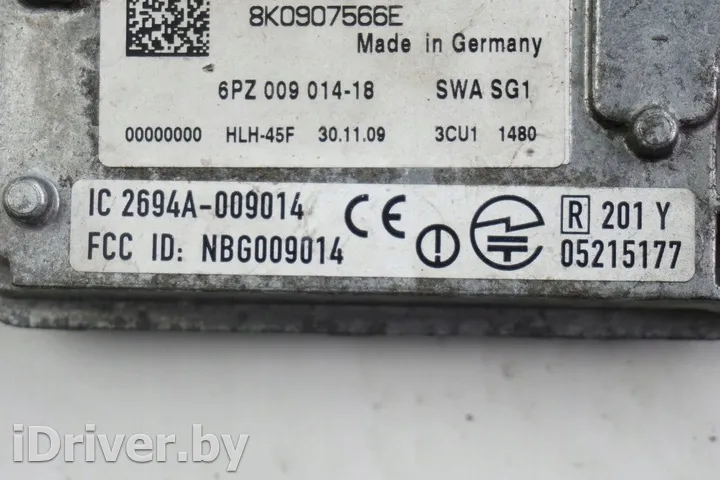 8K0907566E
Made in Germany
6PZ 009 014-18 SWA SG1
00000000 HLH-45F 30.11.09 3CU1 1480
IC 2694A-009014 CE R 201 Y
FCC ID: NBG009014 05215177
iDriver.by